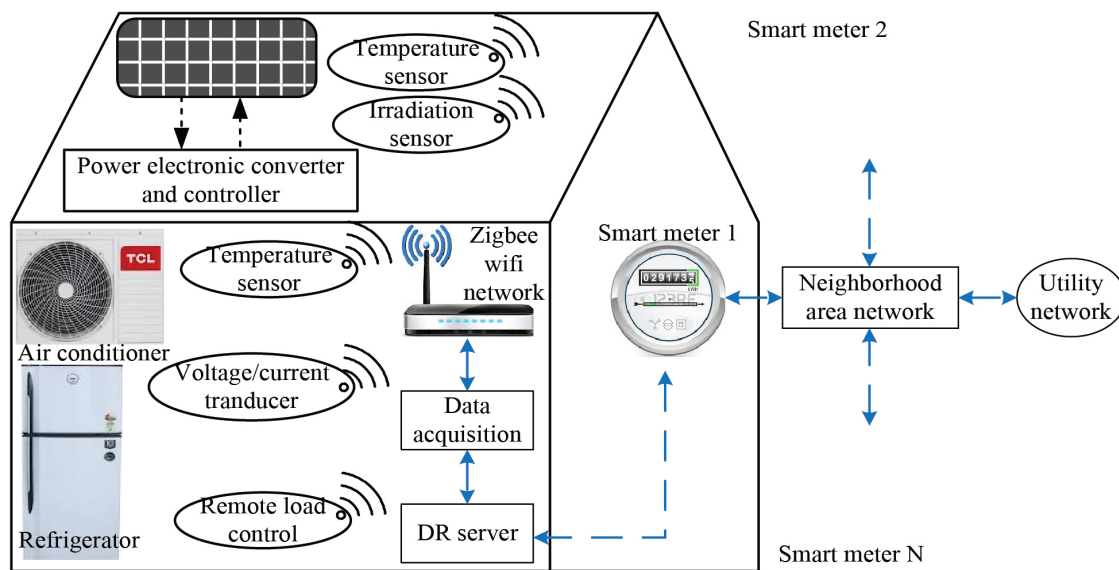 Smart meter 2
Temperature
sensor
Irradiation
sensor
Power electronic converter
and controller
TCL
Temperature
sensor
Zigbee
wifi
network
Smart meter 1
kWh
Air conditioner
Voltage/current
tranducer
Data
acquisition
Neighborhood
area network
Utility
network
Remote load
control
DR server
Refrigerator
Smart meter N